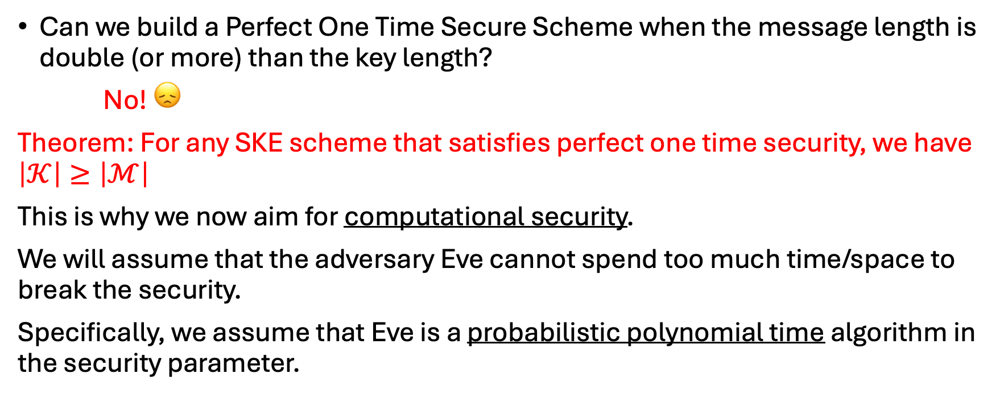 • Can we build a Perfect One Time Secure Scheme when the message length is
double (or more) than the key length?
No! 😞
Theorem: For any SKE scheme that satisfies perfect one time security, we have
|𝒦| ≥ |ℳ|
This is why we now aim for computational security.
We will assume that the adversary Eve cannot spend too much time/space to
break the security.
Specifically, we assume that Eve is a probabilistic polynomial time algorithm in
the security parameter.